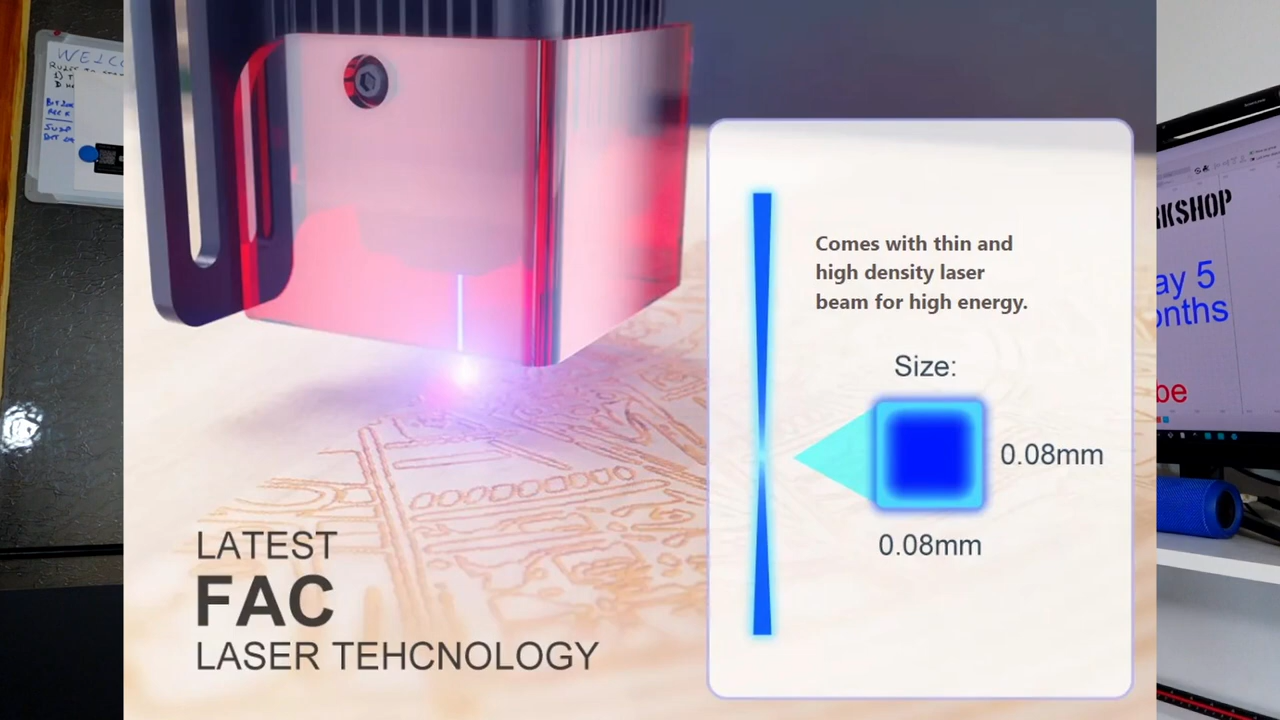 WELCO
Comes with thin and
high density laser
beam for high energy.
Size:
0.08mm
0.08mm
LATEST
FAC
LASER TEHCNOLOGY
RKSHOP
ay 5
onths
be